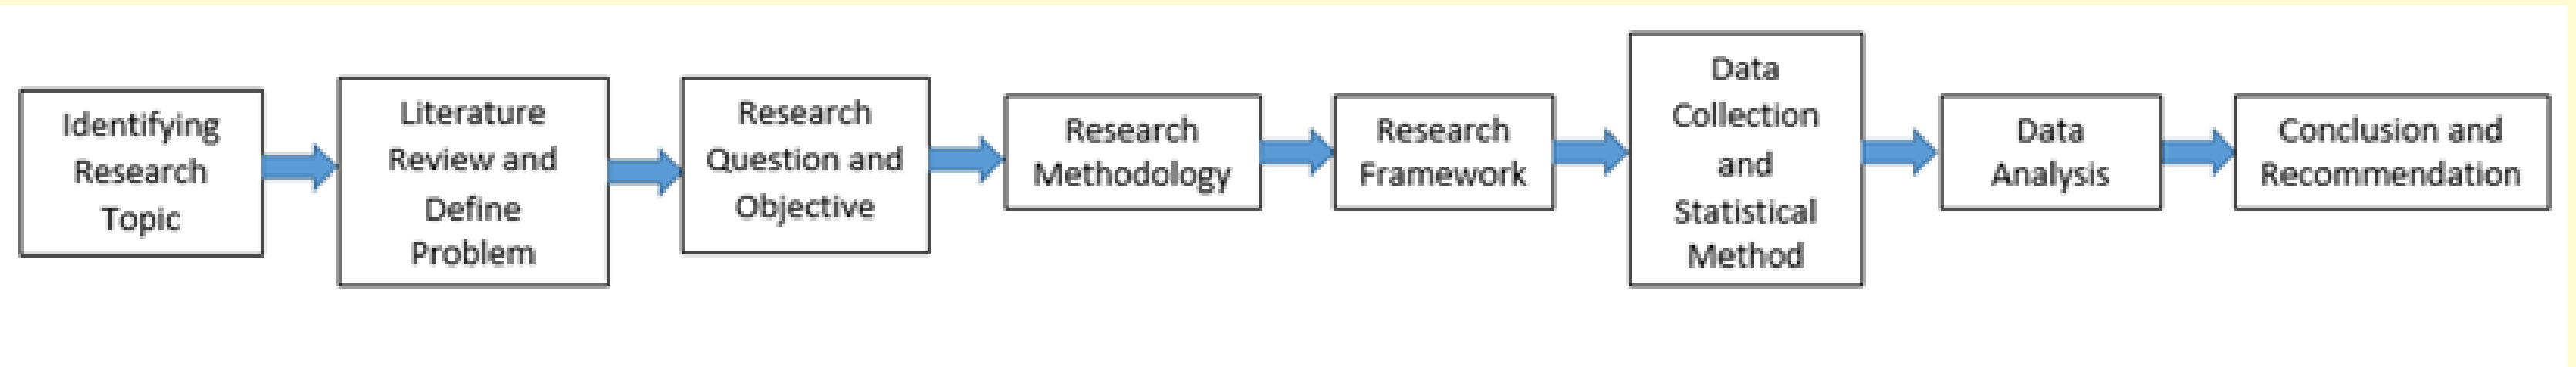 Identifying
Research
Topic
Literature
Review and
Define
Problem
Research
Question and
Objective
Research
Methodology
Research
Framework
Data
Collection
and
Statistical
Method
Data
Analysis
Conclusion and
Recommendation